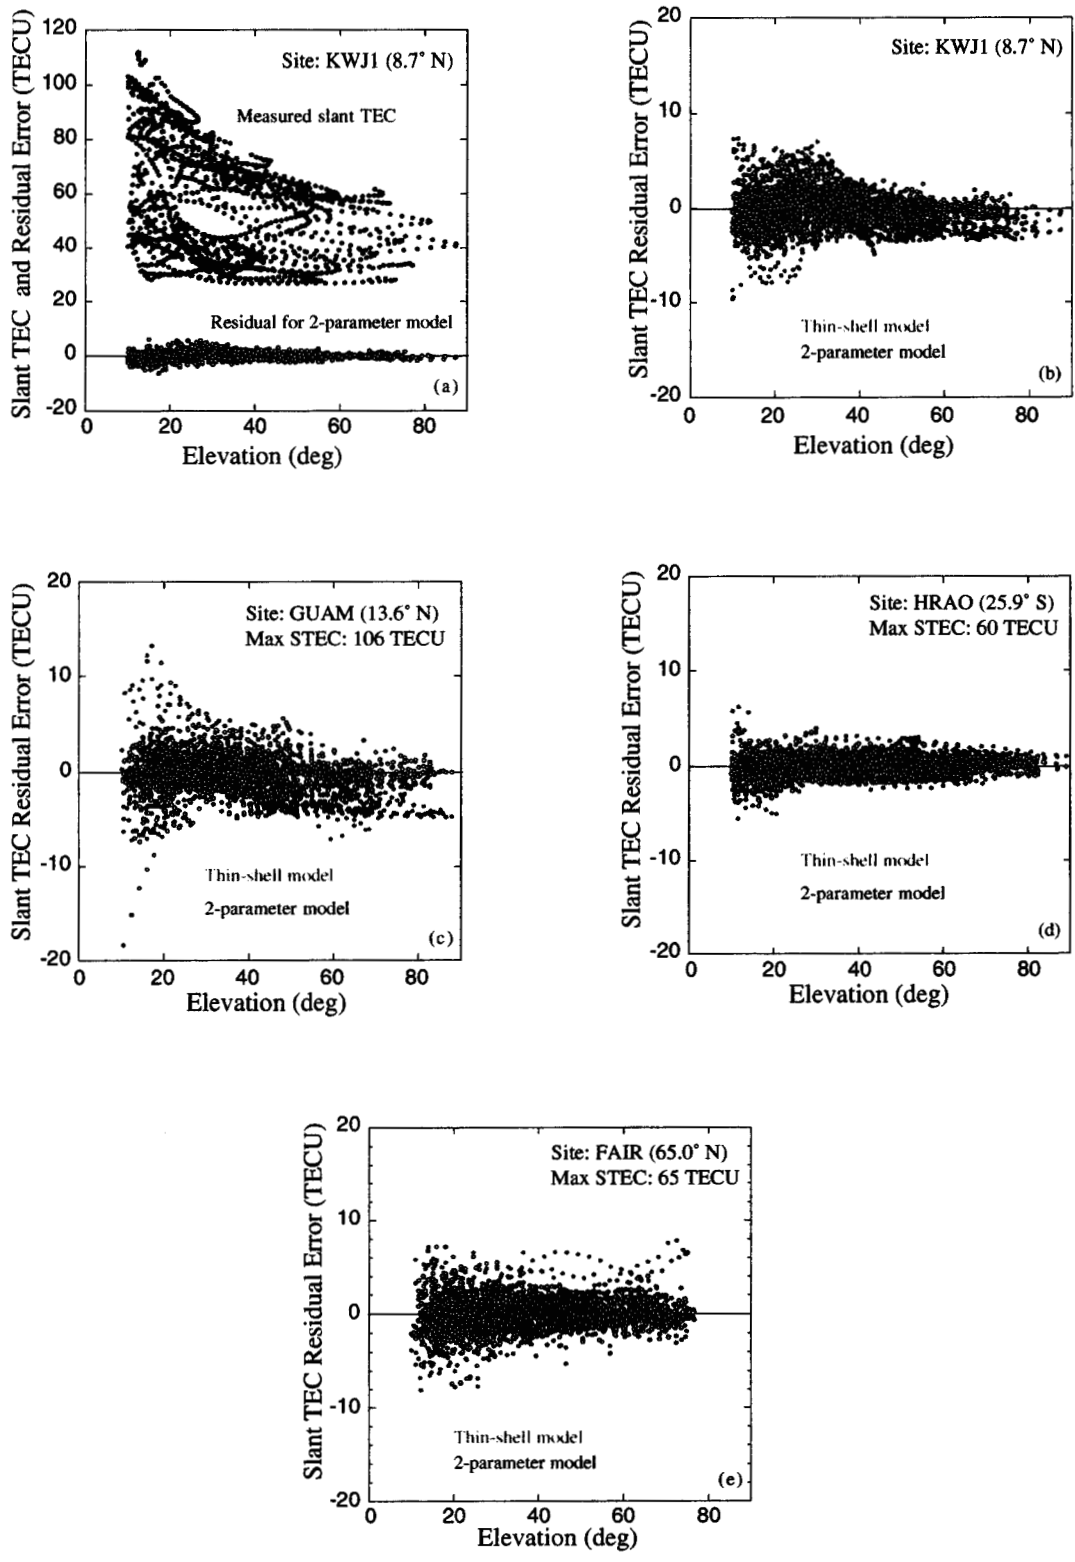 Slant TEC and Residual Error (TECU)
120
100
80
60
40
20
0
-20
Site: KWJ1 (8.7° N)
Measured slant TEC
Residual for 2-parameter model
(a)
0 20 40 60 80
Elevation (deg)
Slant TEC Residual Error (TECU)
20
10
0
-10
-20
Site: KWJ1 (8.7° N)
Thin-shell model
2-parameter model
(b)
0 20 40 60 80
Elevation (deg)
Slant TEC Residual Error (TECU)
20
10
0
-10
-20
Site: GUAM (13.6° N)
Max STEC: 106 TECU
Thin-shell model
2-parameter model
(c)
0 20 40 60 80
Elevation (deg)
Slant TEC Residual Error (TECU)
20
10
0
-10
-20
Site: HRAO (25.9° S)
Max STEC: 60 TECU
Thin-shell model
2-parameter model
(d)
0 20 40 60 80
Elevation (deg)
Slant TEC Residual Error (TECU)
20
10
0
-10
-20
Site: FAIR (65.0° N)
Max STEC: 65 TECU
Thin-shell model
2-parameter model
(e)
0 20 40 60 80
Elevation (deg)